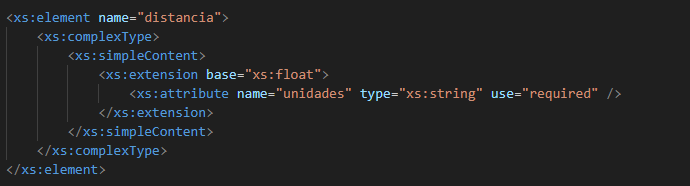 <xs:element name="distancia">
<xs:complexType>
<xs:simpleContent>
<xs:extension base="xs:float">
<xs:attribute name="unidades" type="xs:string" use="required" />
</xs:extension>
</xs:simpleContent>
</xs:complexType>
</xs:element>